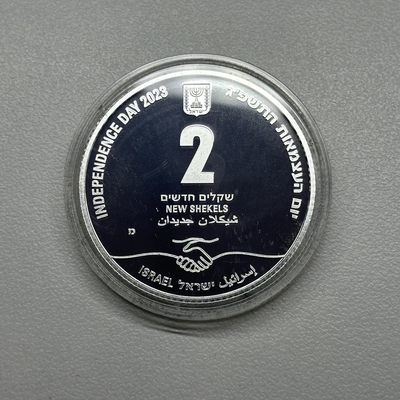 INDEPENDENCE DAY 2023
יום העצמאות התשפ"ג
2
שקלים חדשים
NEW SHEKELS
شيكلان جديدان
מ
ISRAEL ישראל إسرائيل